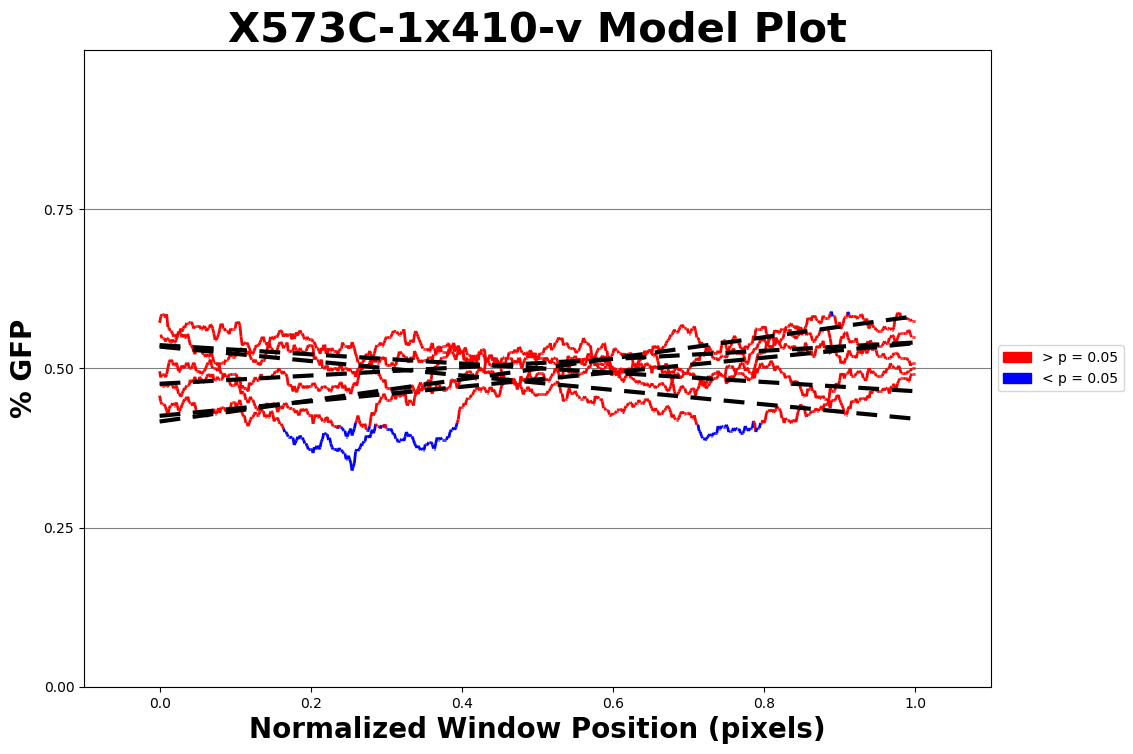 X573C-1x410-v Model Plot
% GFP
0.75
0.50
0.25
0.00
0.0 0.2 0.4 0.6 0.8 1.0
Normalized Window Position (pixels)
> p = 0.05
< p = 0.05